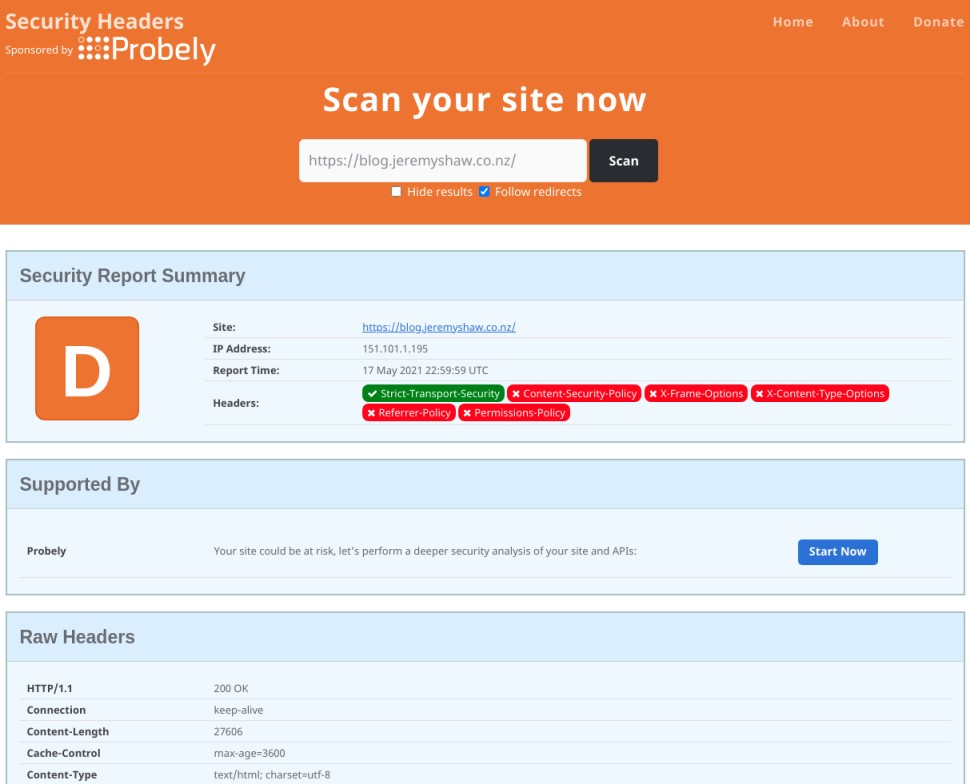 Security Headers
Home About Donate
Sponsored by Probely
Scan your site now
https://blog.jeremyshaw.co.nz/ Scan
Hide results Follow redirects
Security Report Summary
D
Site: https://blog.jeremyshaw.co.nz/
IP Address: 151.101.1.195
Report Time: 17 May 2021 22:59:59 UTC
Headers: Strict-Transport-Security Content-Security-Policy X-Frame-Options X-Content-Type-Options
Referrer-Policy Permissions-Policy
Supported By
Probely Your site could be at risk, let's perform a deeper security analysis of your site and APIs: Start Now
Raw Headers
HTTP/1.1 200 OK
Connection keep-alive
Content-Length 27606
Cache-Control max-age=3600
Content-Type text/html; charset=utf-8